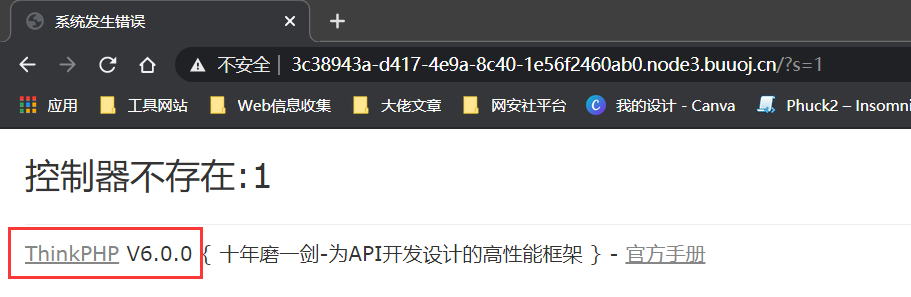 系统发生错误
不安全 | 3c38943a-d417-4e9a-8c40-1e56f2460ab0.node3.buuoj.cn/?s=1
应用 工具网站 Web信息收集 大佬文章 网安社平台 我的设计 - Canva Phuck2 – Insomni
控制器不存在:1
ThinkPHP V6.0.0 { 十年磨一剑-为API开发设计的高性能框架 } - 官方手册